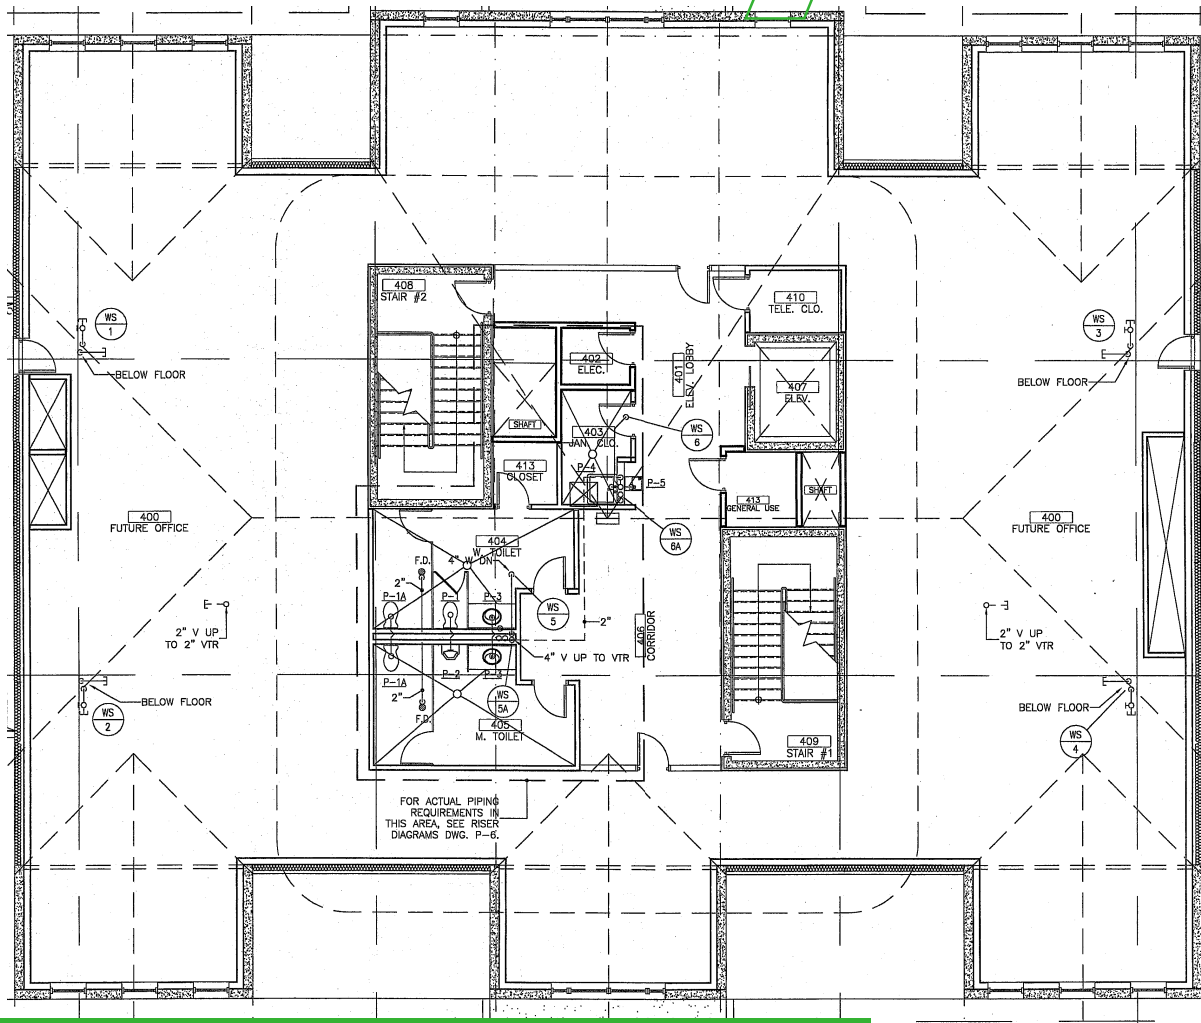 408
STAIR #2
410
TELE. CLO.
WS
1
WS
3
402
ELEC.
401
ELEV. LOBBY
407
ELEV.
BELOW FLOOR
BELOW FLOOR
SHAFT
403
JAN. CLO.
WS
6
P-4
413
CLOSET
P-5
413
GENERAL USE
SHAFT
400
FUTURE OFFICE
400
FUTURE OFFICE
404
W. TOILET
WS
6A
F.D.
4" W DN
2"
P-1A
P-1
P-3
WS
5
2" V UP
TO 2" VTR
2"
406
CORRIDOR
2" V UP
TO 2" VTR
4" V UP TO VTR
P-1A
P-2
P-3
2"
WS
5A
F.D.
405
M. TOILET
BELOW FLOOR
WS
2
BELOW FLOOR
WS
4
409
STAIR #1
FOR ACTUAL PIPING
REQUIREMENTS IN
THIS AREA, SEE RISER
DIAGRAMS DWG. P-6.